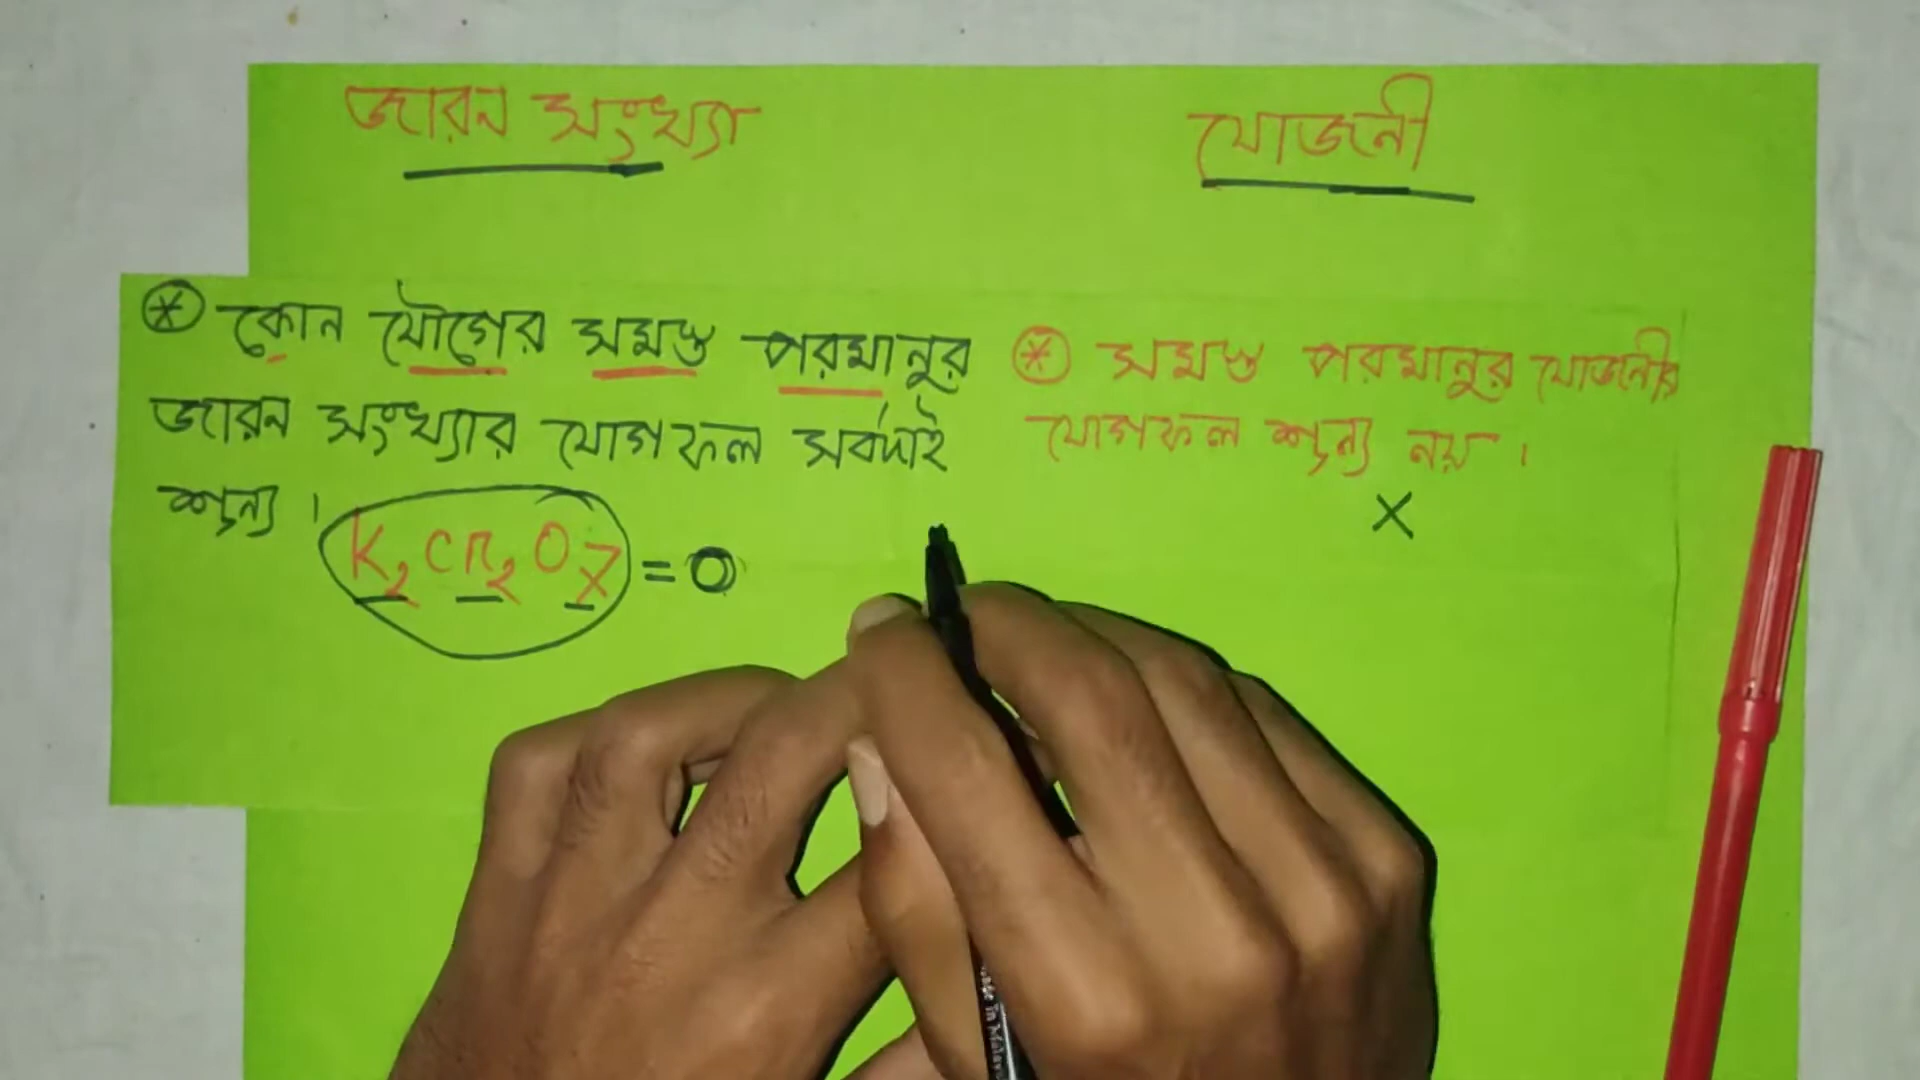 জারন সংখ্যা
যোজনী
* কোন যৌগের সমস্ত পরমানুর
জারন সংখ্যার যোগফল সর্বদাই
শূন্য ।
K₂Cr₂O₇ = 0
* সমস্ত পরমানুর যোজনীর
যোগফল শূন্য নয় ।
X